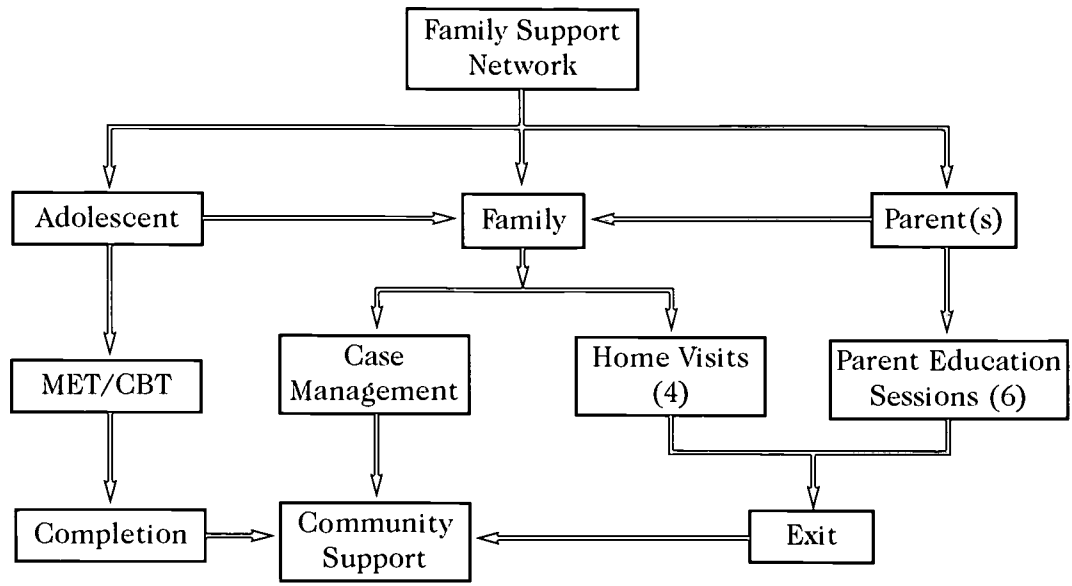 Family Support
Network
Adolescent
Family
Parent(s)
MET/CBT
Case
Management
Home Visits
(4)
Parent Education
Sessions (6)
Completion
Community
Support
Exit